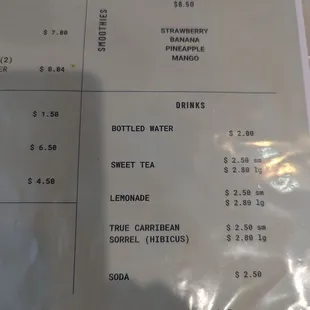 $ 7.00
(2)
ER $ 8.04
$ 1.50
$ 6.50
$ 4.50
SMOOTHIES
$8.50
STRAWBERRY
BANANA
PINEAPPLE
MANGO
DRINKS
BOTTLED WATER $ 2.00
SWEET TEA $ 2.50 sm
$ 2.80 lg
LEMONADE $ 2.50 sm
$ 2.80 lg
TRUE CARRIBEAN $ 2.50 sm
SORREL (HIBICUS) $ 2.80 lg
SODA $ 2.50